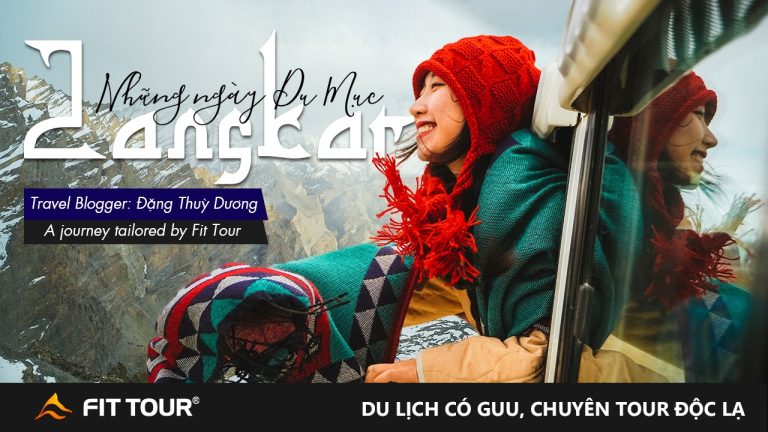 Những ngày Du Mục
Zangkar
Travel Blogger: Đặng Thuỳ Dương
A journey tailored by Fit Tour
FIT TOUR®
DU LỊCH CÓ GUU, CHUYÊN TOUR ĐỘC LẠ